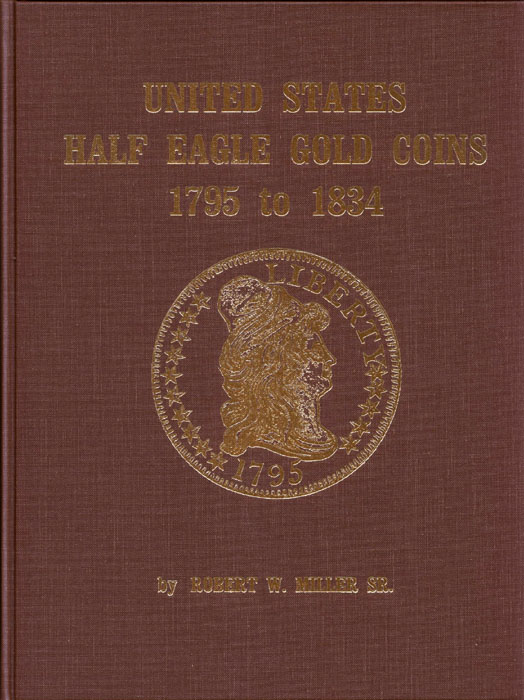 UNITED STATES
HALF EAGLE GOLD COINS
1795 to 1834
LIBERTY
1795
by ROBERT W. MILLER SR.